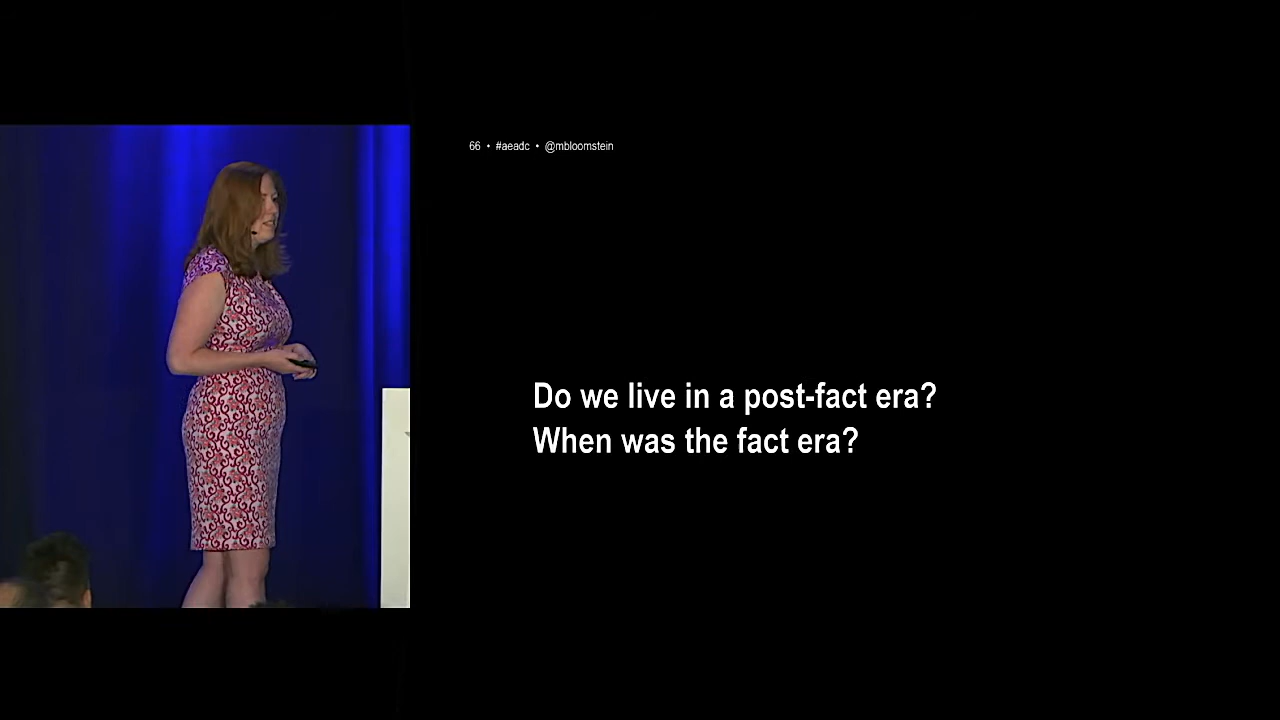 66 • #aeadc • @mbloomstein
Do we live in a post-fact era?
When was the fact era?